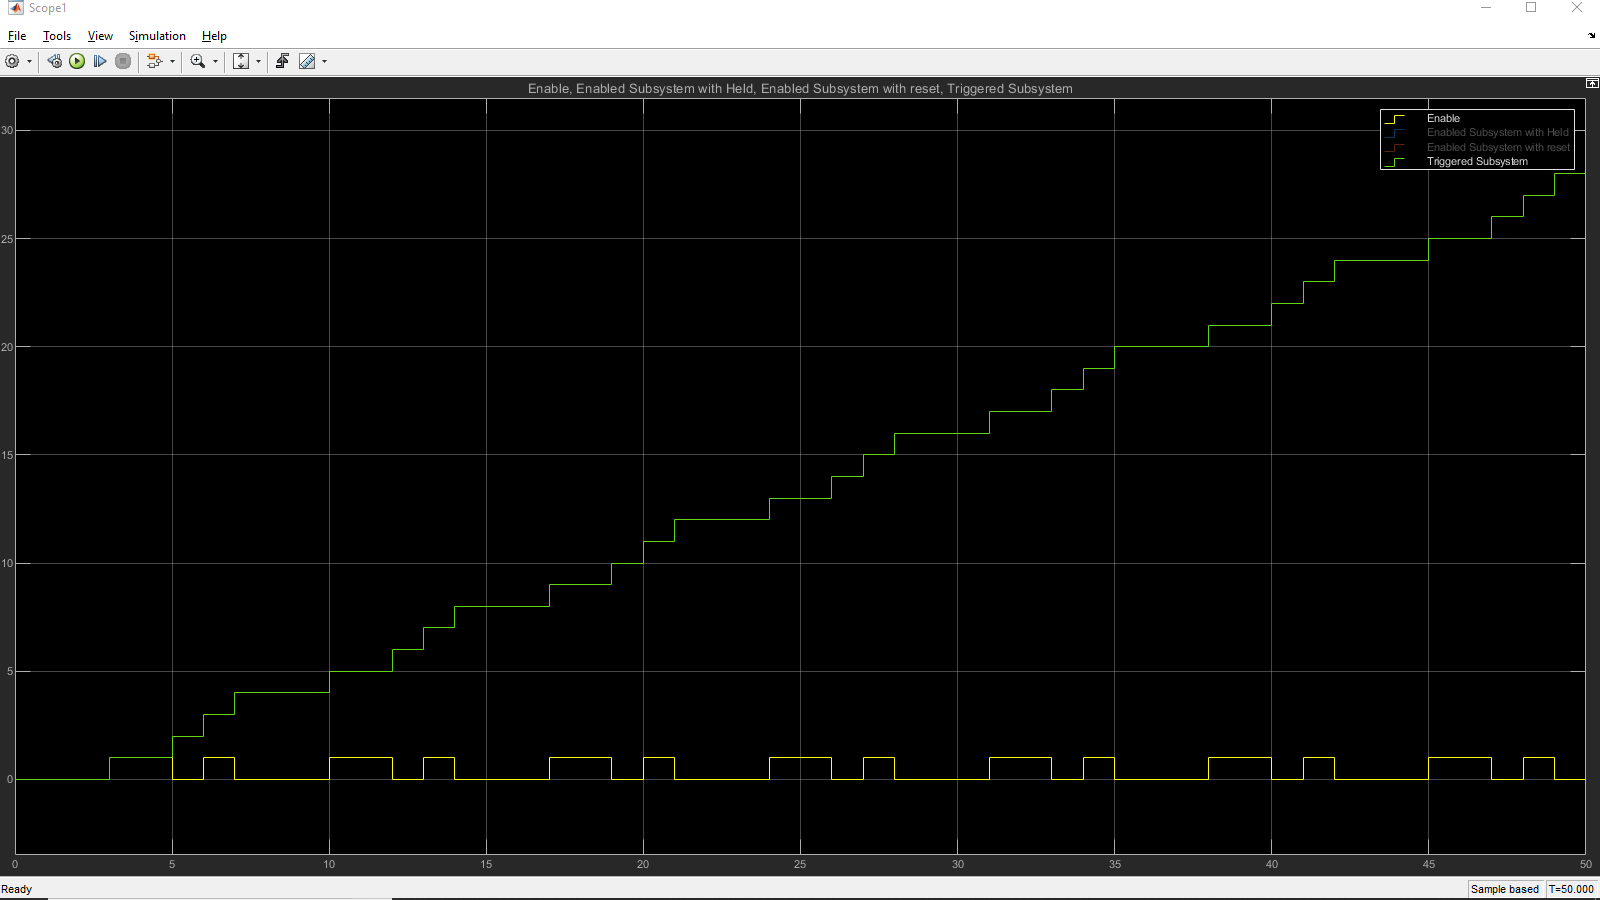 Scope1
File Tools View Simulation Help
Enable, Enabled Subsystem with Held, Enabled Subsystem with reset, Triggered Subsystem
Enable
Enabled Subsystem with Held
Enabled Subsystem with reset
Triggered Subsystem
30
25
20
15
10
5
0
0 5 10 15 20 25 30 35 40 45 50
Ready
Sample based T=50.000